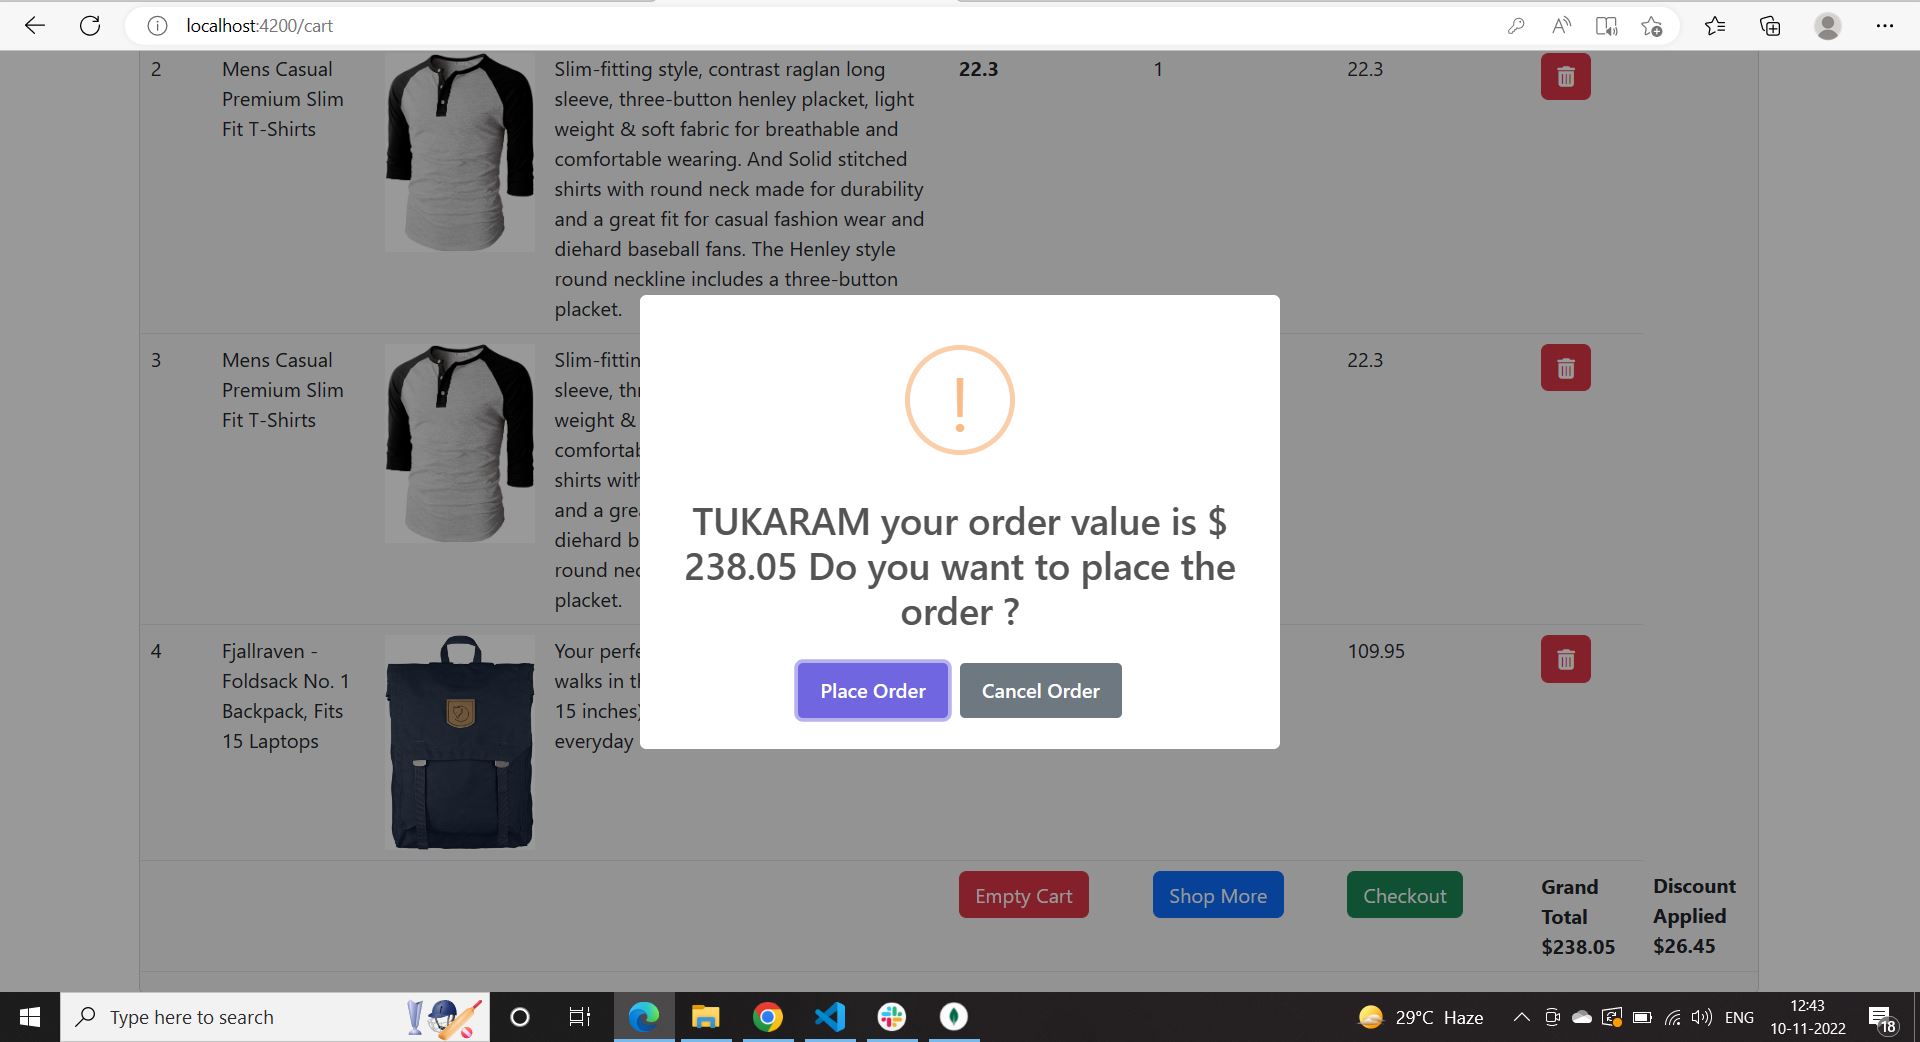 localhost:4200/cart
2
Mens Casual
Premium Slim
Fit T-Shirts
Slim-fitting style, contrast raglan long
sleeve, three-button henley placket, light
weight & soft fabric for breathable and
comfortable wearing. And Solid stitched
shirts with round neck made for durability
and a great fit for casual fashion wear and
diehard baseball fans. The Henley style
round neckline includes a three-button
placket.
22.3
1
22.3
3
Mens Casual
Premium Slim
Fit T-Shirts
Slim-fittin
sleeve, thr
weight &
comfortab
shirts with
and a grea
diehard b
round nec
placket.
22.3
TUKARAM your order value is $
238.05 Do you want to place the
order ?
Place Order
Cancel Order
4
Fjallraven -
Foldsack No. 1
Backpack, Fits
15 Laptops
Your perfe
walks in th
15 inches)
everyday
109.95
Empty Cart
Shop More
Checkout
Grand
Total
$238.05
Discount
Applied
$26.45
Type here to search
29°C Haze
ENG
12:43
10-11-2022
18